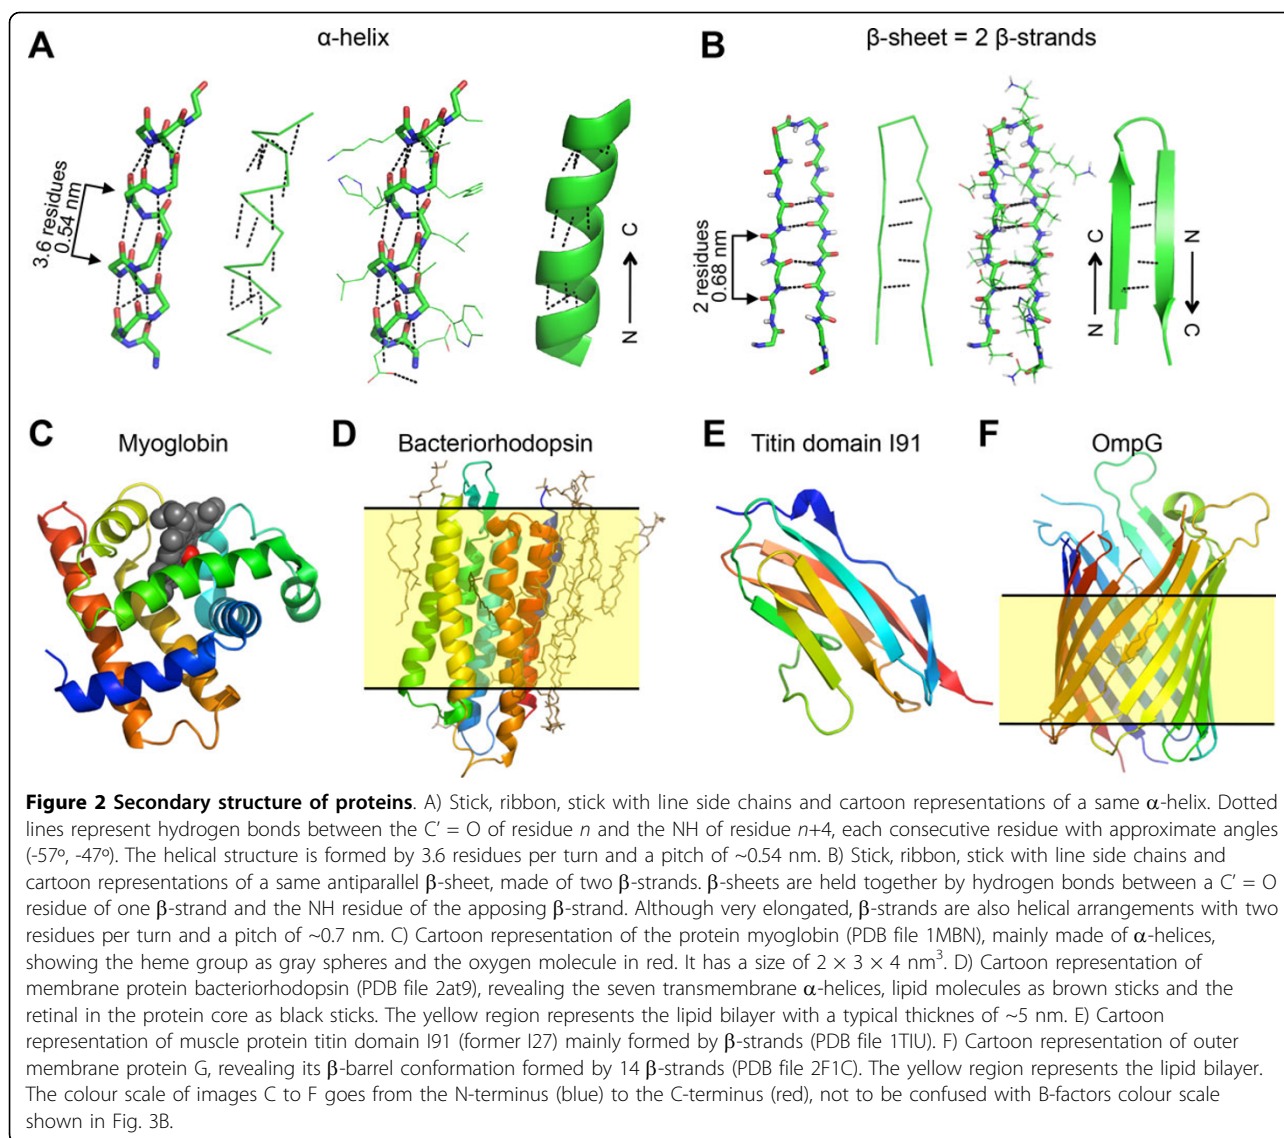 A
α-helix
3.6 residues
0.54 nm
N
C
B
β-sheet = 2 β-strands
2 residues
0.68 nm
N
C
N
C
C
Myoglobin
D
Bacteriorhodopsin
E
Titin domain I91
F
OmpG
Figure 2 Secondary structure of proteins. A) Stick, ribbon, stick with line side chains and cartoon representations of a same α-helix. Dotted
lines represent hydrogen bonds between the C’ = O of residue n and the NH of residue n+4, each consecutive residue with approximate angles
(-57º, -47º). The helical structure is formed by 3.6 residues per turn and a pitch of ~0.54 nm. B) Stick, ribbon, stick with line side chains and
cartoon representations of a same antiparallel β-sheet, made of two β-strands. β-sheets are held together by hydrogen bonds between a C’ = O
residue of one β-strand and the NH residue of the apposing β-strand. Although very elongated, β-strands are also helical arrangements with two
residues per turn and a pitch of ~0.7 nm. C) Cartoon representation of the protein myoglobin (PDB file 1MBN), mainly made of α-helices,
showing the heme group as gray spheres and the oxygen molecule in red. It has a size of 2 × 3 × 4 nm³. D) Cartoon representation of
membrane protein bacteriorhodopsin (PDB file 2at9), revealing the seven transmembrane α-helices, lipid molecules as brown sticks and the
retinal in the protein core as black sticks. The yellow region represents the lipid bilayer with a typical thicknes of ~5 nm. E) Cartoon
representation of muscle protein titin domain I91 (former I27) mainly formed by β-strands (PDB file 1TIU). F) Cartoon representation of outer
membrane protein G, revealing its β-barrel conformation formed by 14 β-strands (PDB file 2F1C). The yellow region represents the lipid bilayer.
The colour scale of images C to F goes from the N-terminus (blue) to the C-terminus (red), not to be confused with B-factors colour scale
shown in Fig. 3B.